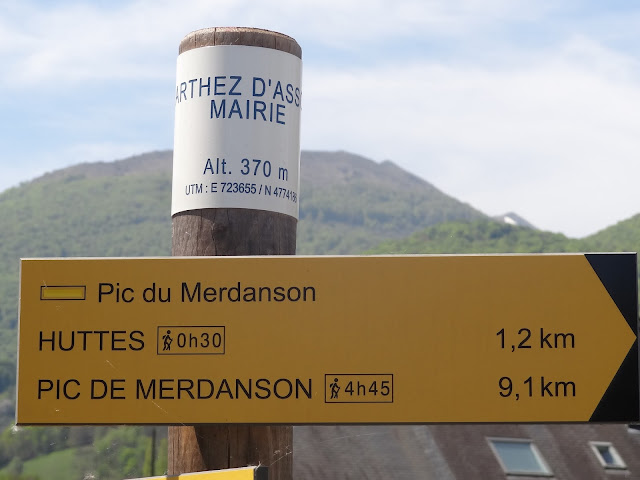 ARTHEZ D'ASS
MAIRIE
Alt. 370 m
UTM : E 723655 / N 4774186
Pic du Merdanson
HUTTES 0h30 1,2 km
PIC DE MERDANSON 4h45 9,1 km